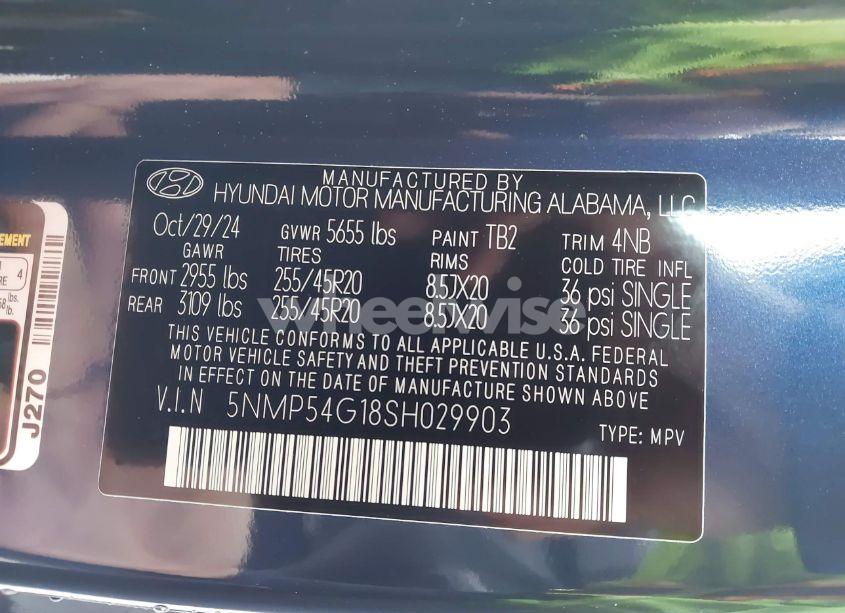 MANUFACTURED BY
HYUNDAI MOTOR MANUFACTURING ALABAMA, LLC
Oct/29/24 GVWR 5655 lbs PAINT TB2 TRIM 4NB
GAWR TIRES RIMS COLD TIRE INFL
FRONT 2955 lbs 255/45R20 8.5JX20 36 psi SINGLE
REAR 3109 lbs 255/45R20 8.5JX20 36 psi SINGLE
wheelwise
THIS VEHICLE CONFORMS TO ALL APPLICABLE U.S.A. FEDERAL
MOTOR VEHICLE SAFETY AND THEFT PREVENTION STANDARDS
IN EFFECT ON THE DATE OF MANUFACTURE SHOWN ABOVE
V.I.N 5NMP54G18SH029903
TYPE: MPV
4
lbs.
lb.
J270